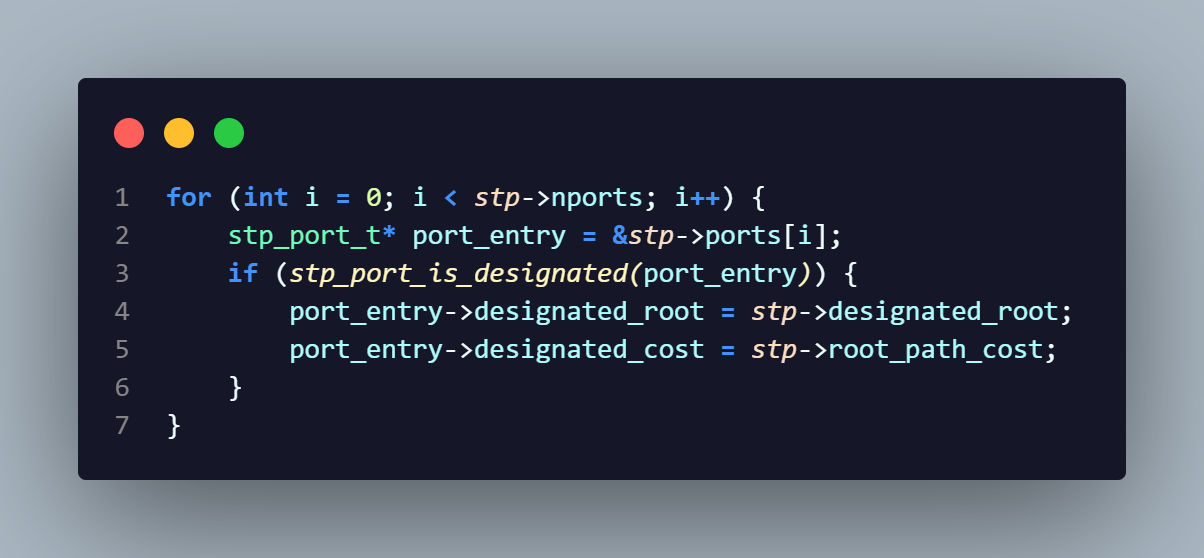 1 for (int i = 0; i < stp->nports; i++) {
2     stp_port_t* port_entry = &stp->ports[i];
3     if (stp_port_is_designated(port_entry)) {
4         port_entry->designated_root = stp->designated_root;
5         port_entry->designated_cost = stp->root_path_cost;
6     }
7 }